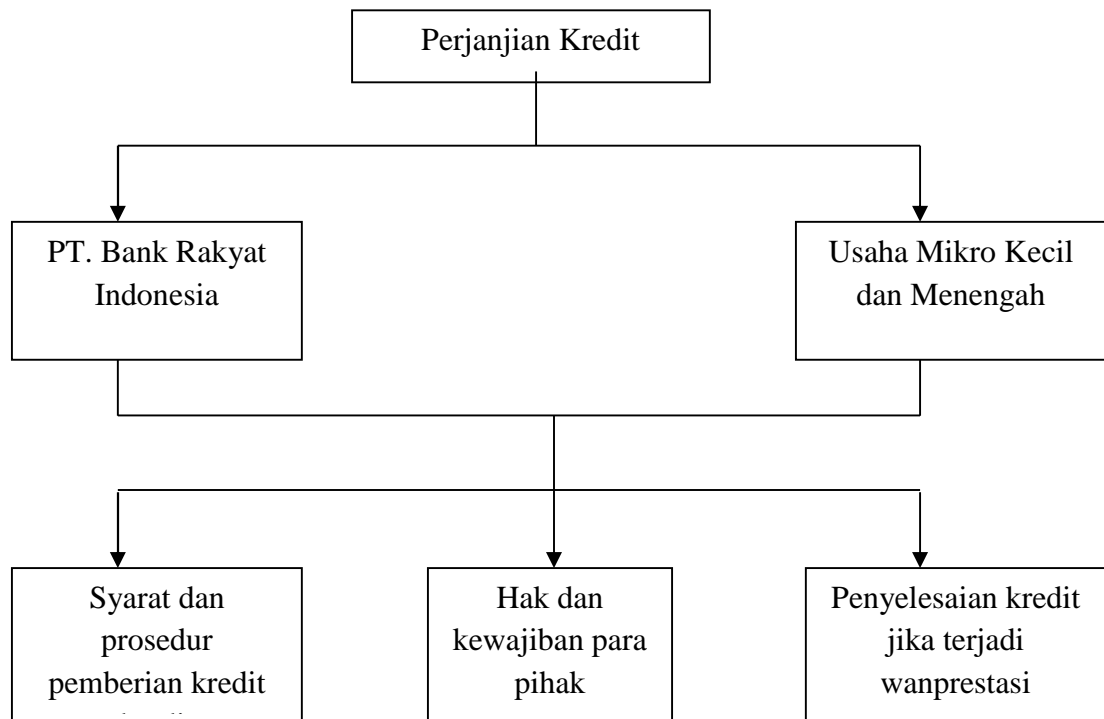 Perjanjian Kredit
PT. Bank Rakyat
Indonesia
Usaha Mikro Kecil
dan Menengah
Syarat dan
prosedur
pemberian kredit
Hak dan
kewajiban para
pihak
Penyelesaian kredit
jika terjadi
wanprestasi